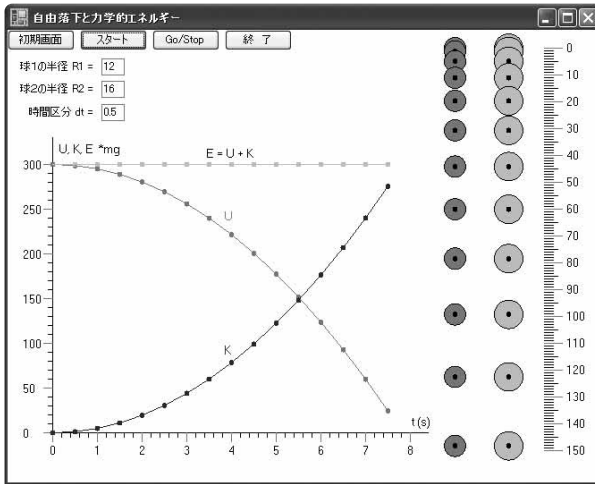 自由落下と力学的エネルギー
初期画面 スタート Go/Stop 終 了
球1の半径 R1 = 12
球2の半径 R2 = 16
時間区分 dt = 0.5
U, K, E *mg
E = U + K
U
K
t(s)
300
250
200
150
100
50
0
0 1 2 3 4 5 6 7 8
0
10
20
30
40
50
60
70
80
90
100
110
120
130
140
150